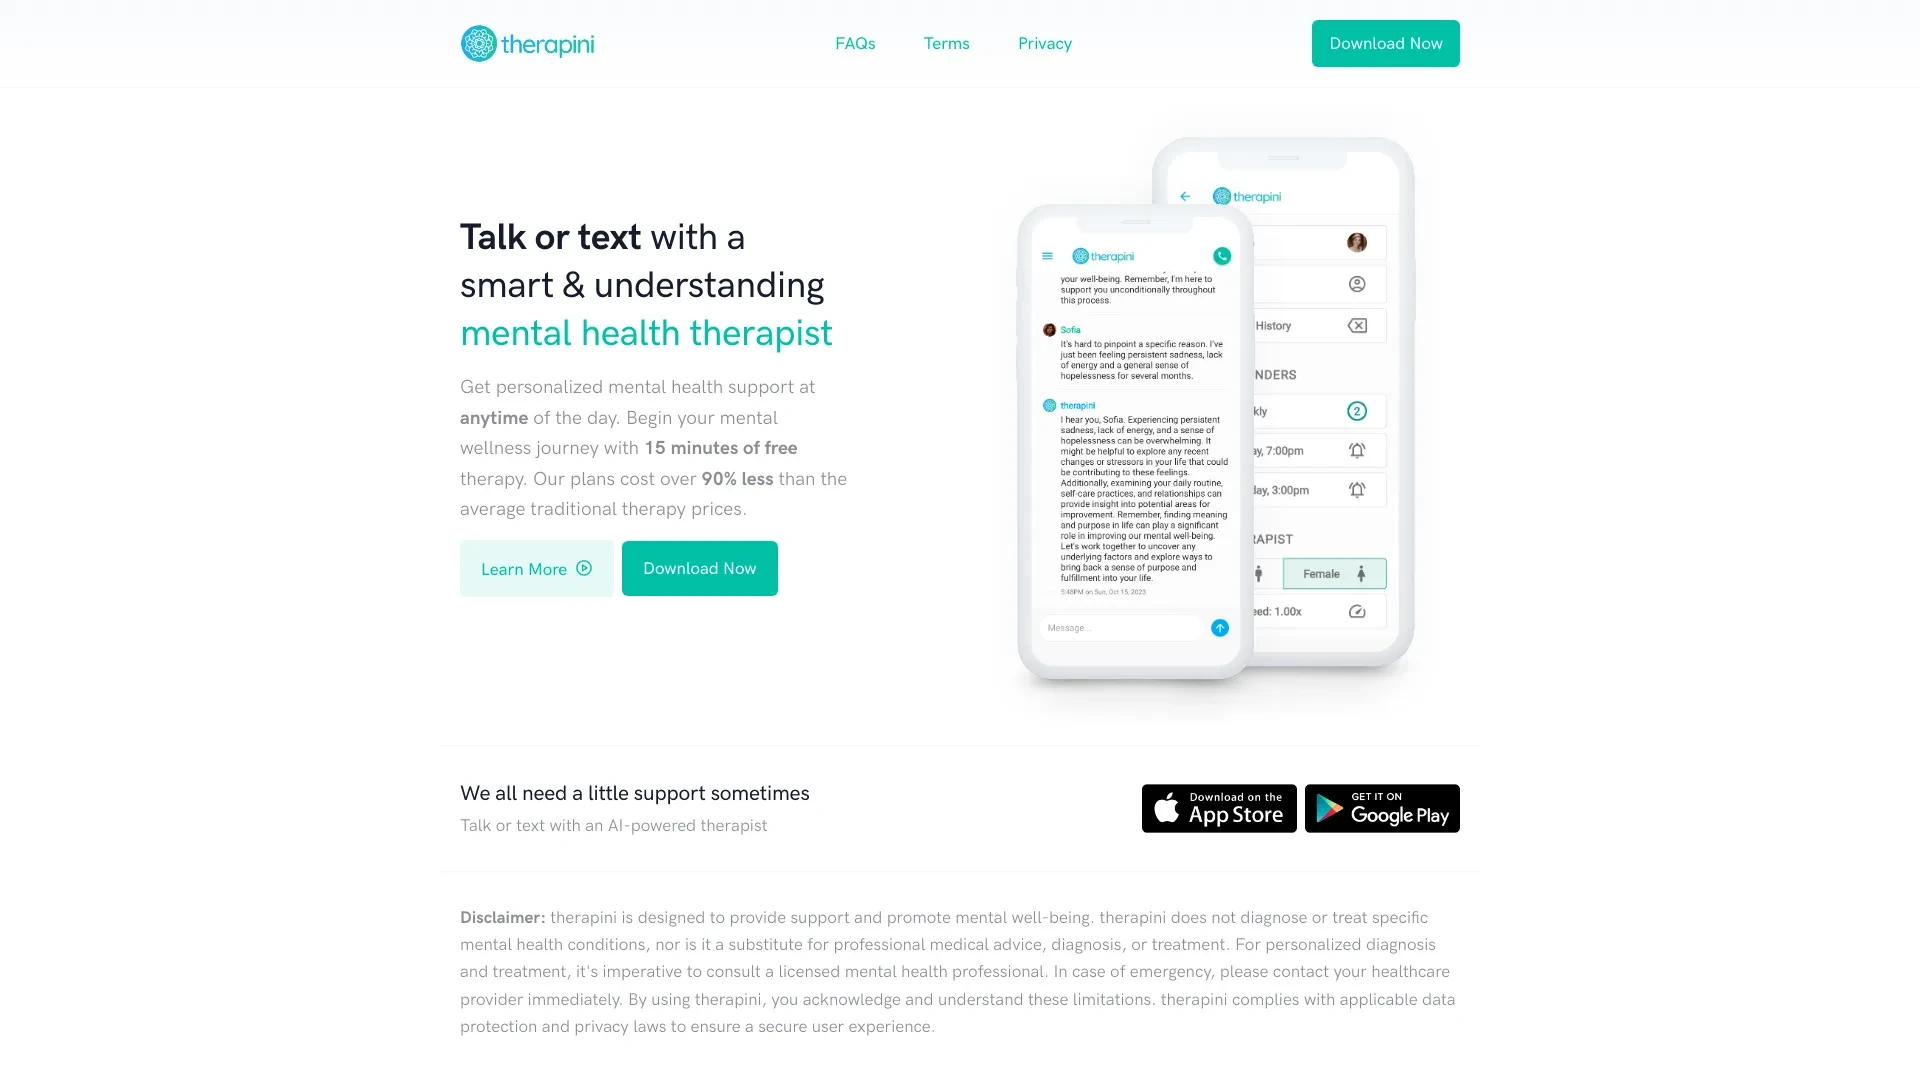 therapini
FAQs
Terms
Privacy
Download Now
Talk or text with a
smart & understanding
mental health therapist
Get personalized mental health support at
anytime of the day. Begin your mental
wellness journey with 15 minutes of free
therapy. Our plans cost over 90% less than the
average traditional therapy prices.
Learn More
Download Now
therapini
your well-being. Remember, I'm here to
support you unconditionally throughout
this process.
Sofia
It's hard to pinpoint a specific reason. I've
just been feeling persistent sadness, lack
of energy and a general sense of
hopelessness for several months.
therapini
I hear you, Sofia. Experiencing persistent
sadness, lack of energy, and a sense of
hopelessness can be overwhelming. It
might be helpful to explore any recent
changes or stressors in your life that could
be contributing to these feelings.
Additionally, examining your daily routine,
self-care practices, and relationships can
provide insight into potential areas for
improvement. Remember, finding meaning
and purpose in life can play a significant
role in improving our mental well-being.
Let's work together to uncover any
underlying factors and explore ways to
bring back a sense of purpose and
fulfillment into your life.
5:48PM on Sun, Oct 15, 2023
Message...
therapini
History
NDERS
kly
2
ay, 7:00pm
day, 3:00pm
RAPIST
Female
eed: 1.00x
We all need a little support sometimes
Talk or text with an AI-powered therapist
Download on the
App Store
GET IT ON
Google Play
Disclaimer: therapini is designed to provide support and promote mental well-being. therapini does not diagnose or treat specific
mental health conditions, nor is it a substitute for professional medical advice, diagnosis, or treatment. For personalized diagnosis
and treatment, it's imperative to consult a licensed mental health professional. In case of emergency, please contact your healthcare
provider immediately. By using therapini, you acknowledge and understand these limitations. therapini complies with applicable data
protection and privacy laws to ensure a secure user experience.